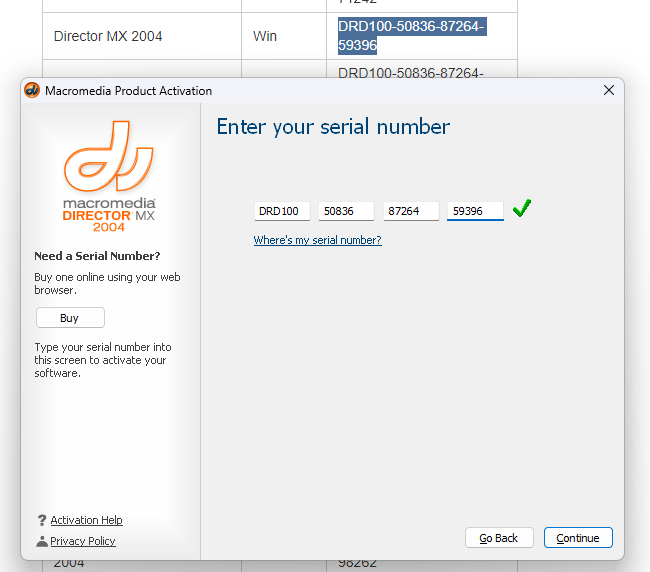 71242
Director MX 2004
Win
DRD100-50836-87264-
59396
DRD100-50836-87264-
Macromedia Product Activation
Enter your serial number
macromedia
DIRECTOR MX
2004
DRD100
50836
87264
59396
Where's my serial number?
Need a Serial Number?
Buy one online using your web
browser.
Buy
Type your serial number into
this screen to activate your
software.
Activation Help
Privacy Policy
Go Back
Continue
2004
98262